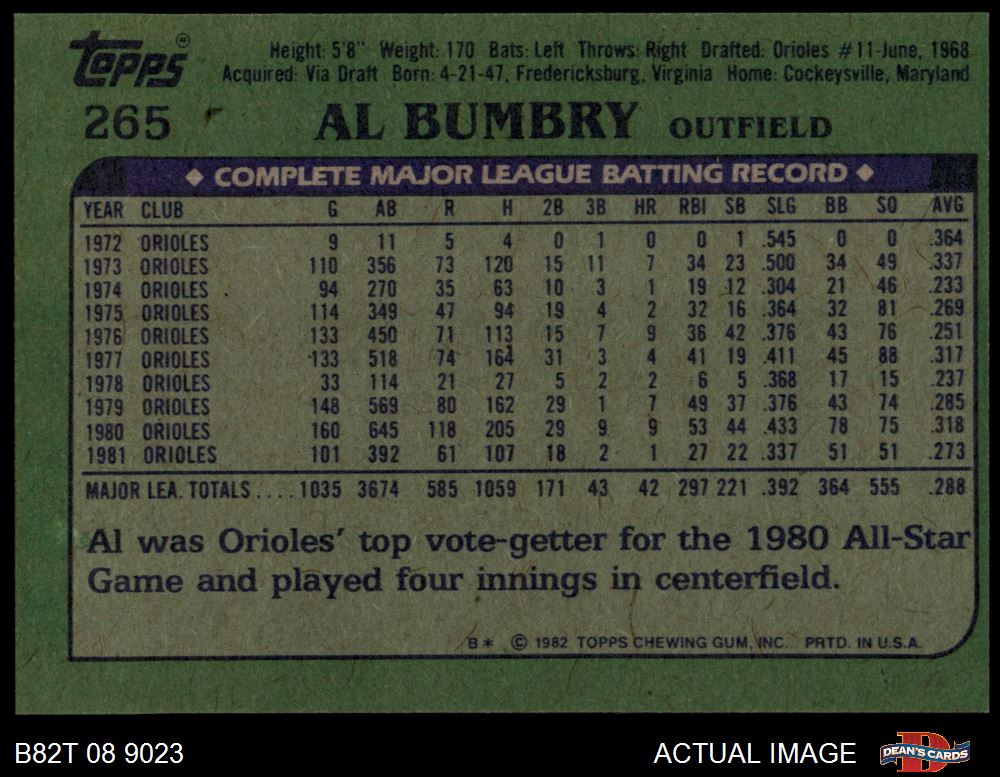 Topps®
Height: 5'8" Weight: 170 Bats: Left Throws: Right Drafted: Orioles #11-June, 1968
Acquired: Via Draft Born: 4-21-47, Fredericksburg, Virginia Home: Cockeysville, Maryland
265 AL BUMBRY OUTFIELD
◆ COMPLETE MAJOR LEAGUE BATTING RECORD ◆
YEAR CLUB G AB R H 2B 3B HR RBI SB SLG BB SO AVG
1972 ORIOLES 9 11 5 4 0 1 0 0 1 .545 0 0 .364
1973 ORIOLES 110 356 73 120 15 11 7 34 23 .500 34 49 .337
1974 ORIOLES 94 270 35 63 10 3 1 19 12 .304 21 46 .233
1975 ORIOLES 114 349 47 94 19 4 2 32 16 .364 32 81 .269
1976 ORIOLES 133 450 71 113 15 7 9 36 42 .376 43 76 .251
1977 ORIOLES 133 518 74 164 31 3 4 41 19 .411 45 88 .317
1978 ORIOLES 33 114 21 27 5 2 2 6 5 .368 17 15 .237
1979 ORIOLES 148 569 80 162 29 1 7 49 37 .376 43 74 .285
1980 ORIOLES 160 645 118 205 29 9 9 53 44 .433 78 75 .318
1981 ORIOLES 101 392 61 107 18 2 1 27 22 .337 51 51 .273
MAJOR LEA. TOTALS .... 1035 3674 585 1059 171 43 42 297 221 .392 364 555 .288
Al was Orioles' top vote-getter for the 1980 All-Star
Game and played four innings in centerfield.
B* © 1982 TOPPS CHEWING GUM, INC. PRTD. IN U.S.A.
B82T 08 9023 ACTUAL IMAGE DEAN'S CARDS